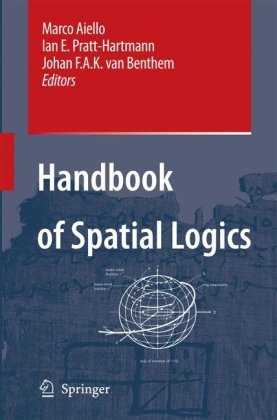 Marco Aiello
Ian E. Pratt-Hartmann
Johan F.A.K. van Benthem
Editors
Handbook
of Spatial Logics
Springer